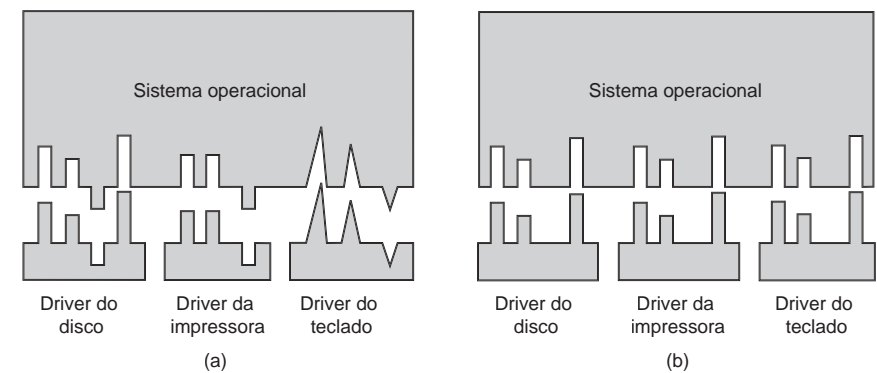 Sistema operacional
Sistema operacional
Driver do
disco
Driver da
impressora
Driver do
teclado
Driver do
disco
Driver da
impressora
Driver do
teclado
(a)
(b)